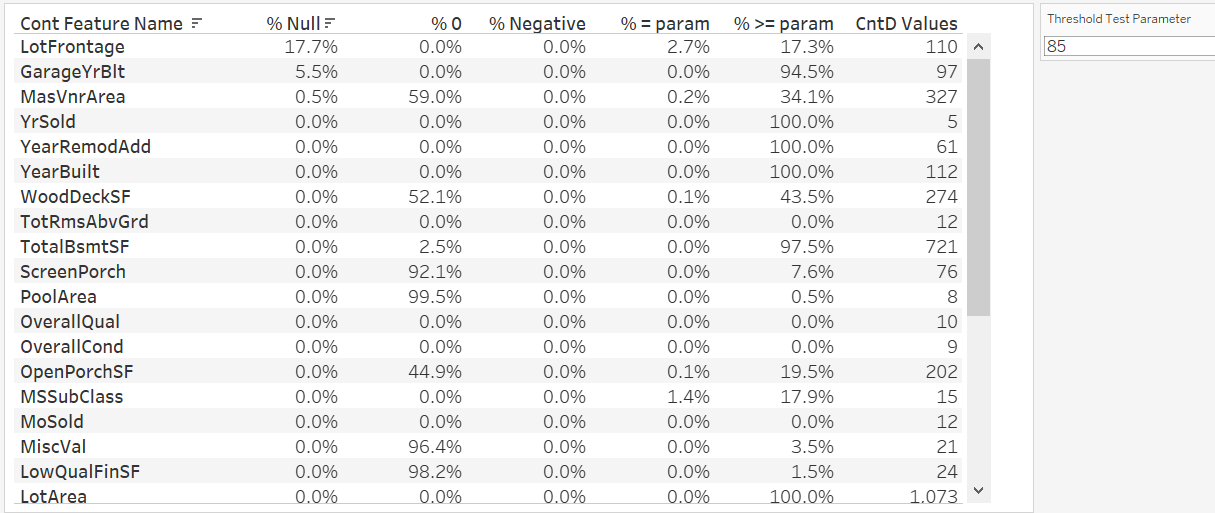 Cont Feature Name % Null % 0 % Negative % = param % >= param CntD Values
LotFrontage 17.7% 0.0% 0.0% 2.7% 17.3% 110
GarageYrBlt 5.5% 0.0% 0.0% 0.0% 94.5% 97
MasVnrArea 0.5% 59.0% 0.0% 0.2% 34.1% 327
YrSold 0.0% 0.0% 0.0% 0.0% 100.0% 5
YearRemodAdd 0.0% 0.0% 0.0% 0.0% 100.0% 61
YearBuilt 0.0% 0.0% 0.0% 0.0% 100.0% 112
WoodDeckSF 0.0% 52.1% 0.0% 0.1% 43.5% 274
TotRmsAbvGrd 0.0% 0.0% 0.0% 0.0% 0.0% 12
TotalBsmtSF 0.0% 2.5% 0.0% 0.0% 97.5% 721
ScreenPorch 0.0% 92.1% 0.0% 0.0% 7.6% 76
PoolArea 0.0% 99.5% 0.0% 0.0% 0.5% 8
OverallQual 0.0% 0.0% 0.0% 0.0% 0.0% 10
OverallCond 0.0% 0.0% 0.0% 0.0% 0.0% 9
OpenPorchSF 0.0% 44.9% 0.0% 0.1% 19.5% 202
MSSubClass 0.0% 0.0% 0.0% 1.4% 17.9% 15
MoSold 0.0% 0.0% 0.0% 0.0% 0.0% 12
MiscVal 0.0% 96.4% 0.0% 0.0% 3.5% 21
LowQualFinSF 0.0% 98.2% 0.0% 0.0% 1.5% 24
LotArea 0.0% 0.0% 0.0% 0.0% 100.0% 1,073
Threshold Test Parameter
85